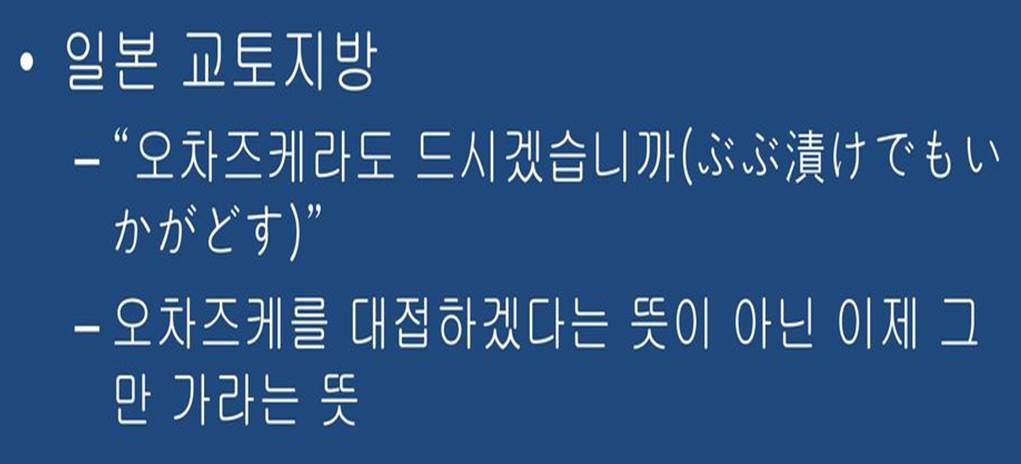 • 일본 교토지방
– “오차즈케라도 드시겠습니까(ぶぶ漬けでもい
かがどす)”
– 오차즈케를 대접하겠다는 뜻이 아닌 이제 그
만 가라는 뜻